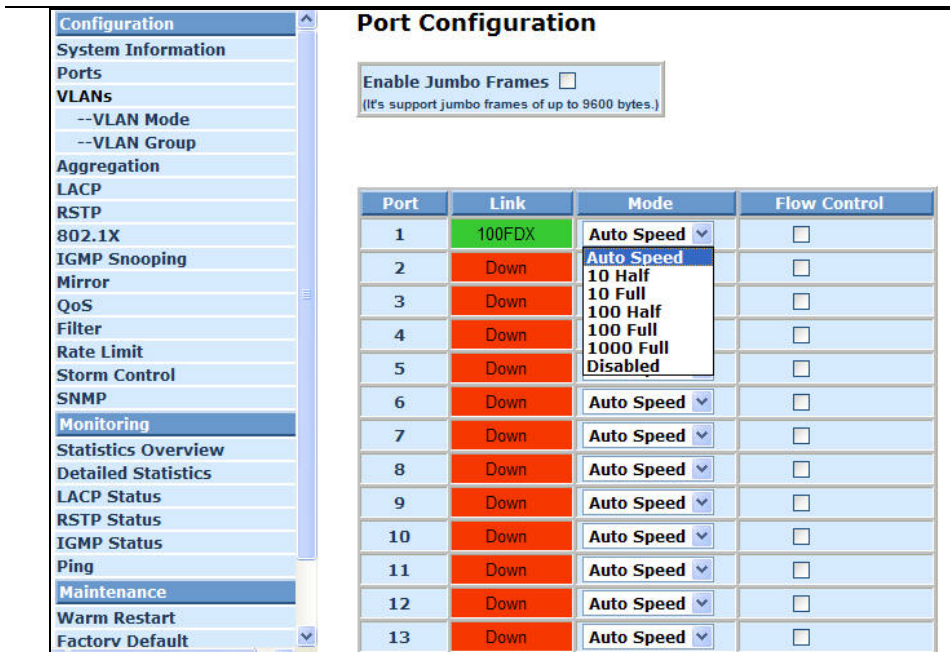 Configuration
System Information
Ports
VLANs
--VLAN Mode
--VLAN Group
Aggregation
LACP
RSTP
802.1X
IGMP Snooping
Mirror
QoS
Filter
Rate Limit
Storm Control
SNMP
Monitoring
Statistics Overview
Detailed Statistics
LACP Status
RSTP Status
IGMP Status
Ping
Maintenance
Warm Restart
Factory Default
Port Configuration
Enable Jumbo Frames
(It's support jumbo frames of up to 9600 bytes.)
Port Link Mode Flow Control
1 100FDX Auto Speed
Auto Speed
10 Half
10 Full
100 Half
100 Full
1000 Full
Disabled
2 Down
3 Down
4 Down
5 Down
6 Down Auto Speed
7 Down Auto Speed
8 Down Auto Speed
9 Down Auto Speed
10 Down Auto Speed
11 Down Auto Speed
12 Down Auto Speed
13 Down Auto Speed